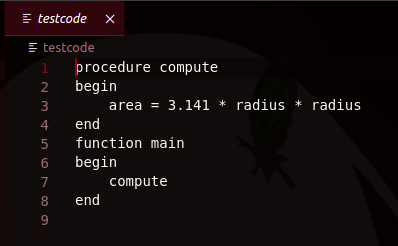 testcode
testcode
1 procedure compute
2 begin
3     area = 3.141 * radius * radius
4 end
5 function main
6 begin
7     compute
8 end
9